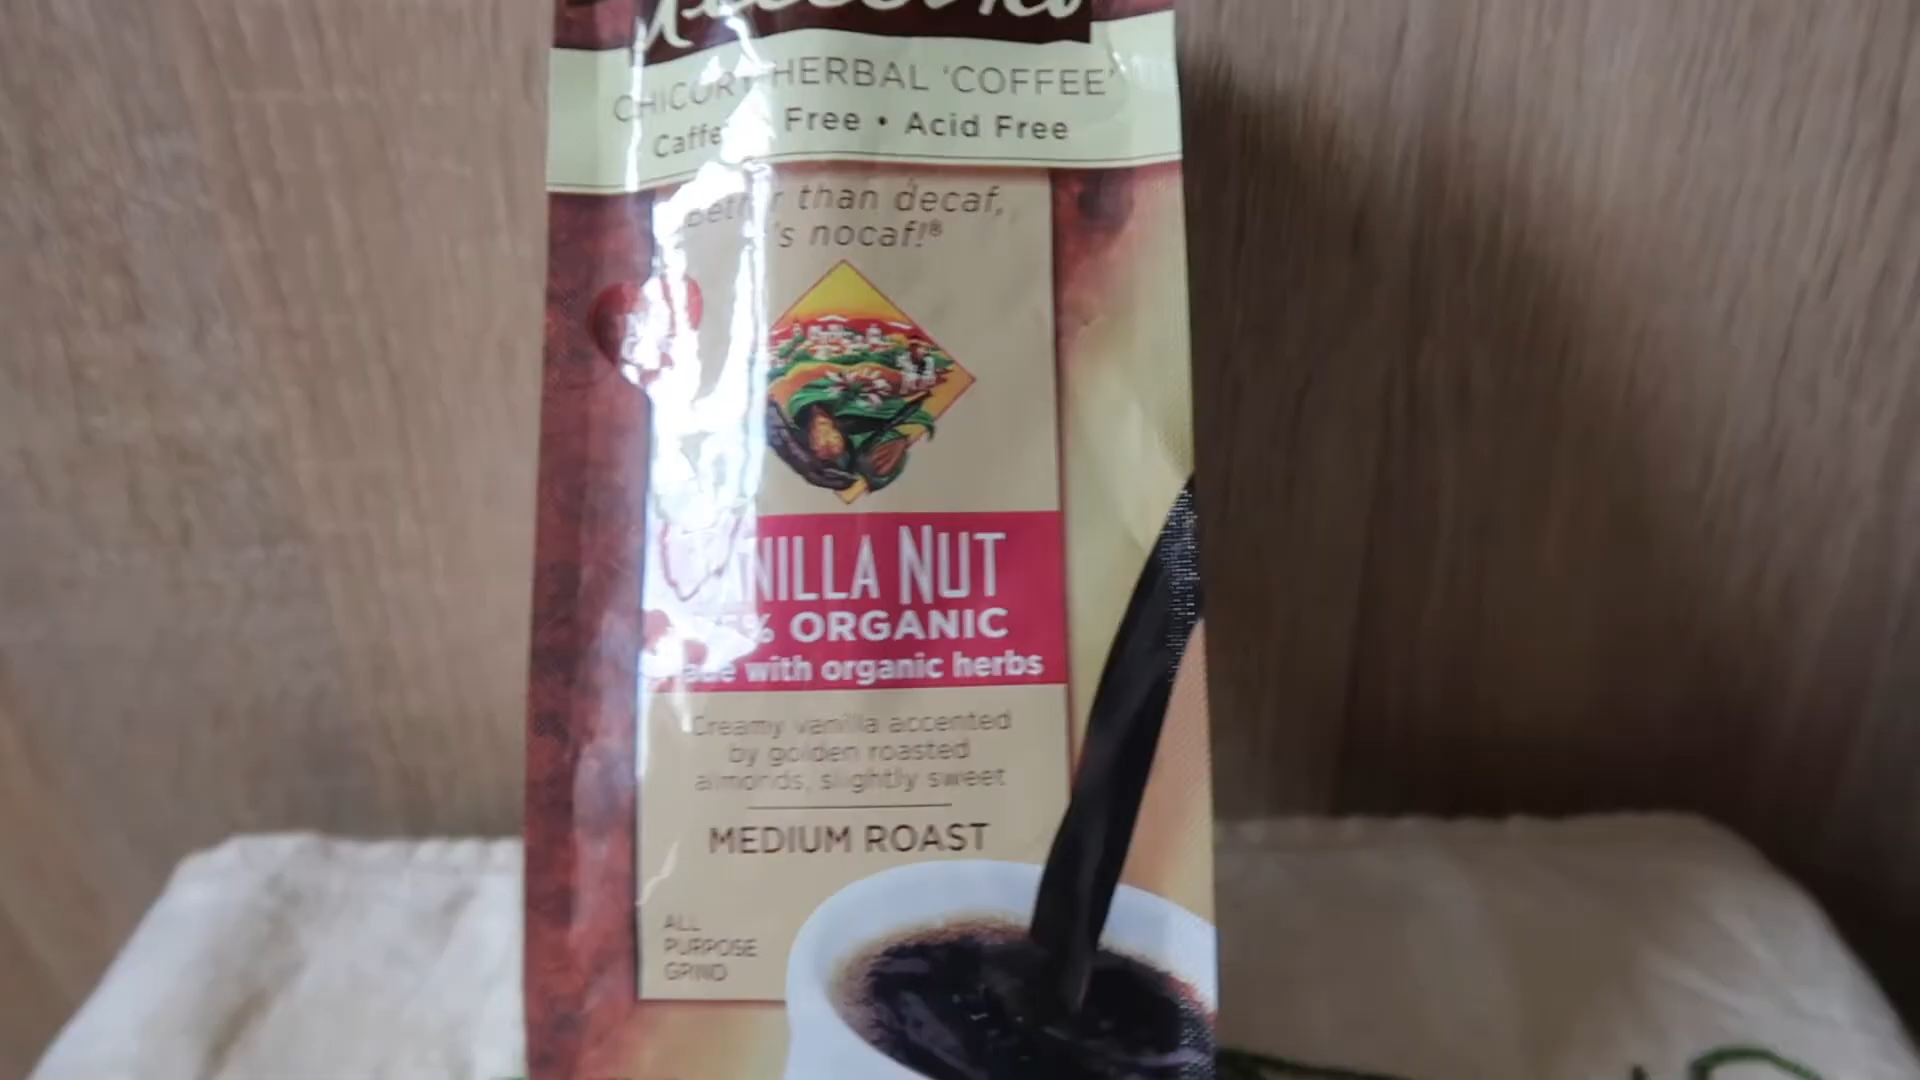 CHICORY HERBAL 'COFFEE'
Free • Acid Free
than decaf,
nocaf!®
NUT
ORGANIC
with organic herbs
Creamy vanilla accented
by golden roasted
almonds, slightly sweet
MEDIUM ROAST
ALL
PURPOSE
GRIND